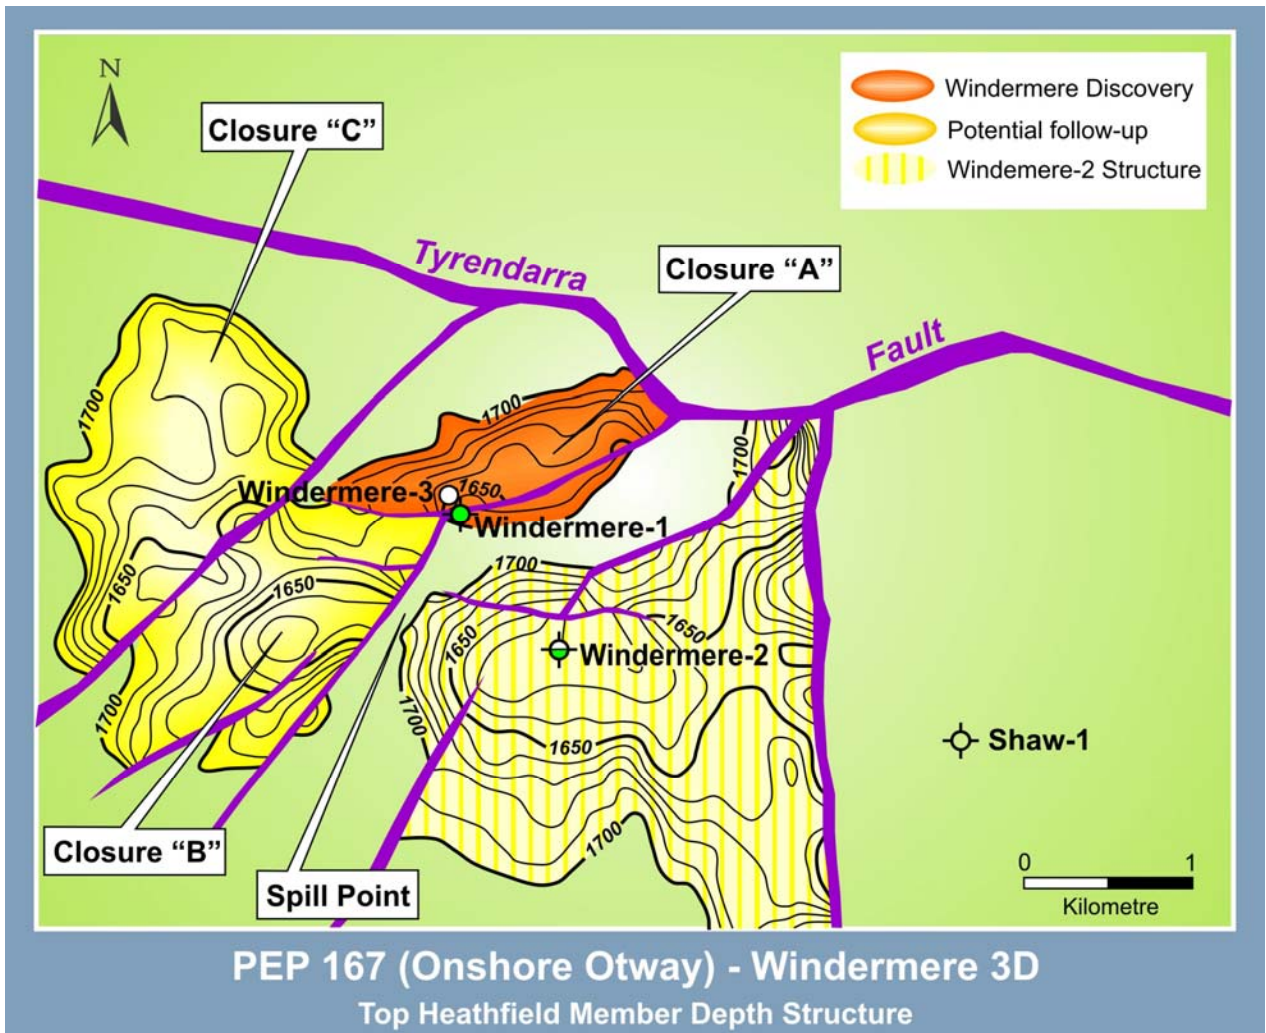 N
Closure “C”
Windermere Discovery
Potential follow-up
Windemere-2 Structure
Tyrendarra
Closure “A”
Fault
1700
1700
1700
Windermere-3
1650
Windermere-1
1700
1650
1650
1650
1650
Windermere-2
1700
1700
1650
Shaw-1
1700
Closure “B”
Spill Point
0 1
Kilometre
PEP 167 (Onshore Otway) - Windermere 3D
Top Heathfield Member Depth Structure